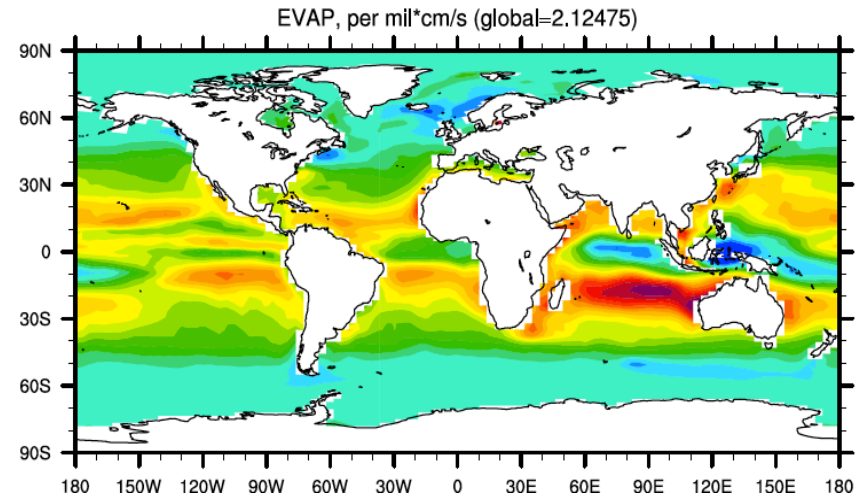 EVAP, per mil*cm/s (global=2.12475)
90N
60N
30N
0
30S
60S
90S
180 150W 120W 90W 60W 30W 0 30E 60E 90E 120E 150E 180